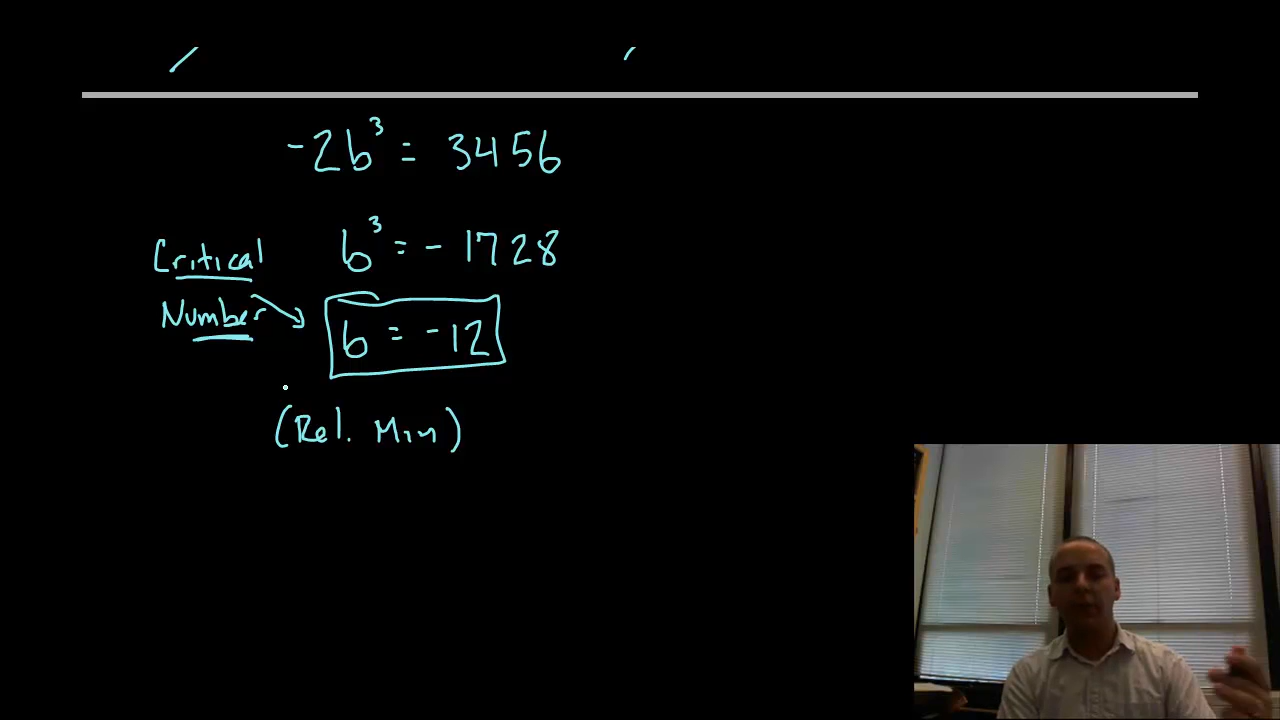 -2b³ = 3456
b³ = -1728
Critical
Number
b = -12
(Rel. Min)